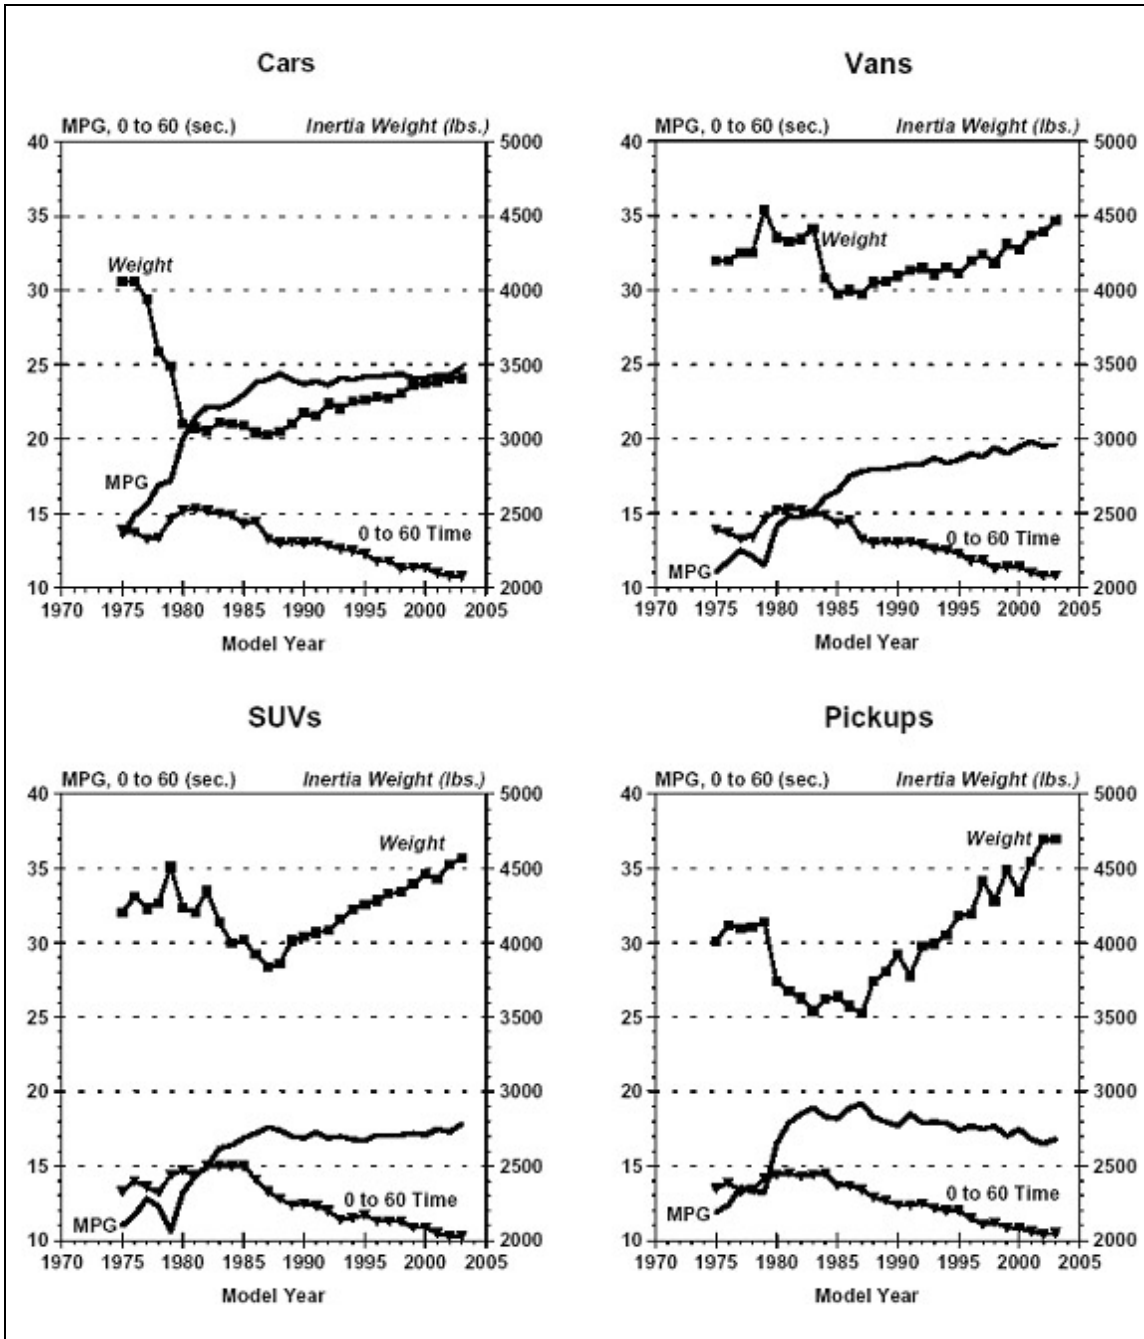 Cars
MPG, 0 to 60 (sec.) Inertia Weight (lbs.)
40 5000
35 4500
Weight
30 4000
25 3500
20 3000
MPG
15 2500
0 to 60 Time
10 2000
1970 1975 1980 1985 1990 1995 2000 2005
Model Year
Vans
MPG, 0 to 60 (sec.) Inertia Weight (lbs.)
40 5000
35 4500
Weight
30 4000
25 3500
20 3000
15 2500
0 to 60 Time
MPG
10 2000
1970 1975 1980 1985 1990 1995 2000 2005
Model Year
SUVs
MPG, 0 to 60 (sec.) Inertia Weight (lbs.)
40 5000
Weight
35 4500
30 4000
25 3500
20 3000
15 2500
0 to 60 Time
MPG
10 2000
1970 1975 1980 1985 1990 1995 2000 2005
Model Year
Pickups
MPG, 0 to 60 (sec.) Inertia Weight (lbs.)
40 5000
Weight
35 4500
30 4000
25 3500
20 3000
15 2500
0 to 60 Time
MPG
10 2000
1970 1975 1980 1985 1990 1995 2000 2005
Model Year